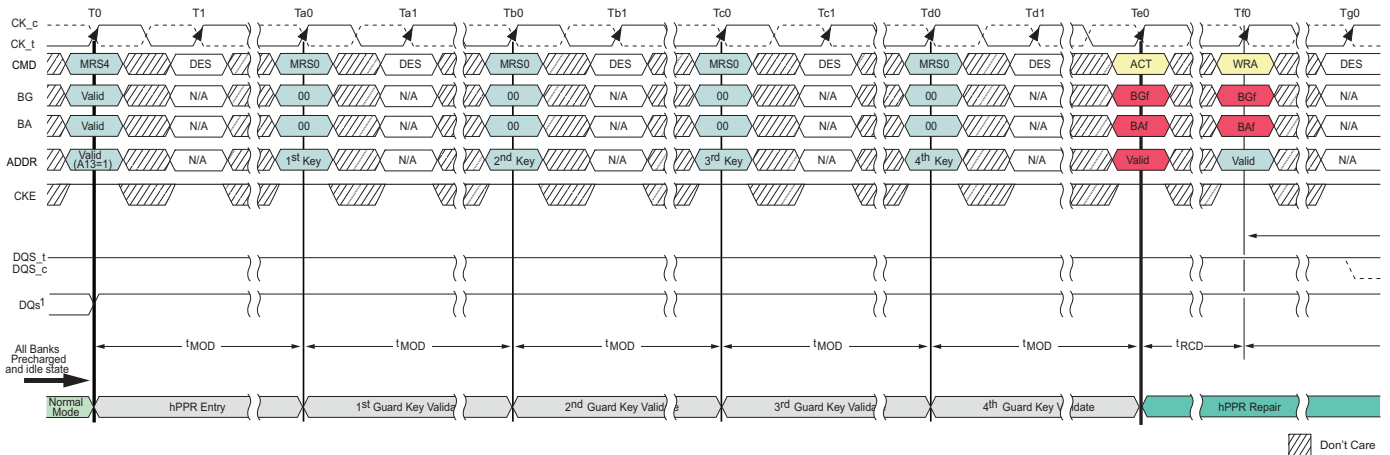 T0 T1 Ta0 Ta1 Tb0 Tb1 Tc0 Tc1 Td0 Td1 Te0 Tf0 Tg0
CK_c
CK_t
CMD MRS4 DES MRS0 DES MRS0 DES MRS0 DES MRS0 DES ACT WRA DES
BG Valid N/A 00 N/A 00 N/A 00 N/A 00 N/A BGf BGf N/A
BA Valid N/A 00 N/A 00 N/A 00 N/A 00 N/A BAf BAf N/A
ADDR Valid (A13=1) N/A 1st Key N/A 2nd Key N/A 3rd Key N/A 4th Key N/A Valid Valid N/A
CKE
DQS_t
DQS_c
DQs1
tMOD tMOD tMOD tMOD tMOD tRCD
All Banks
Precharged
and idle state
Normal Mode hPPR Entry 1st Guard Key Valida 2nd Guard Key Valid e 3rd Guard Key Valida 4th Guard Key V date hPPR Repair
Don't Care